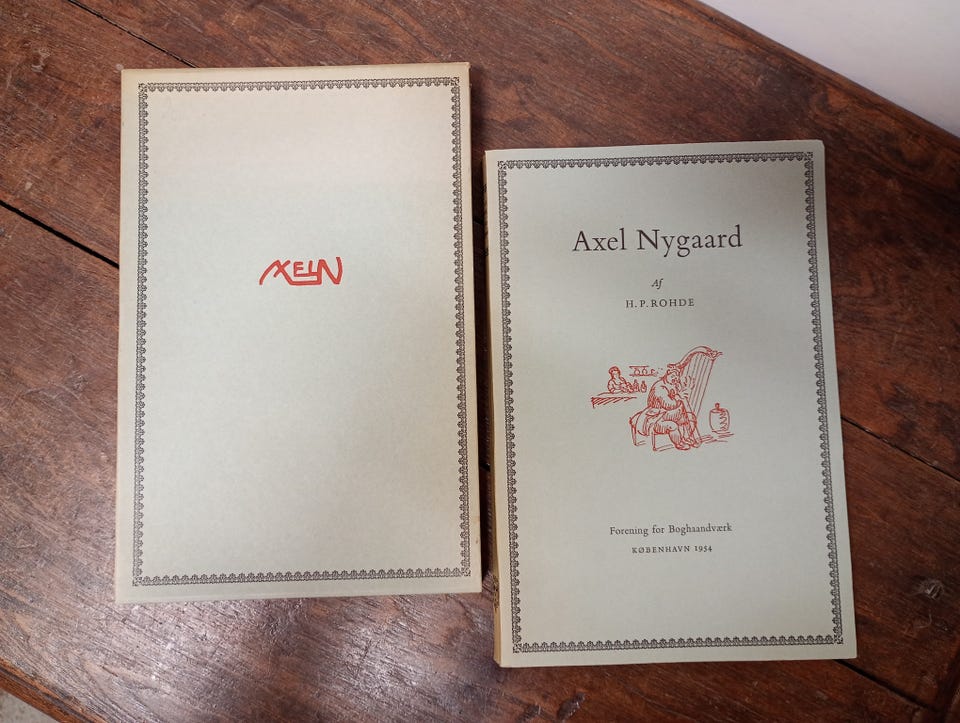 AXELN
Axel Nygaard
Af
H. P. ROHDE
Forening for Boghaandværk
KØBENHAVN 1954